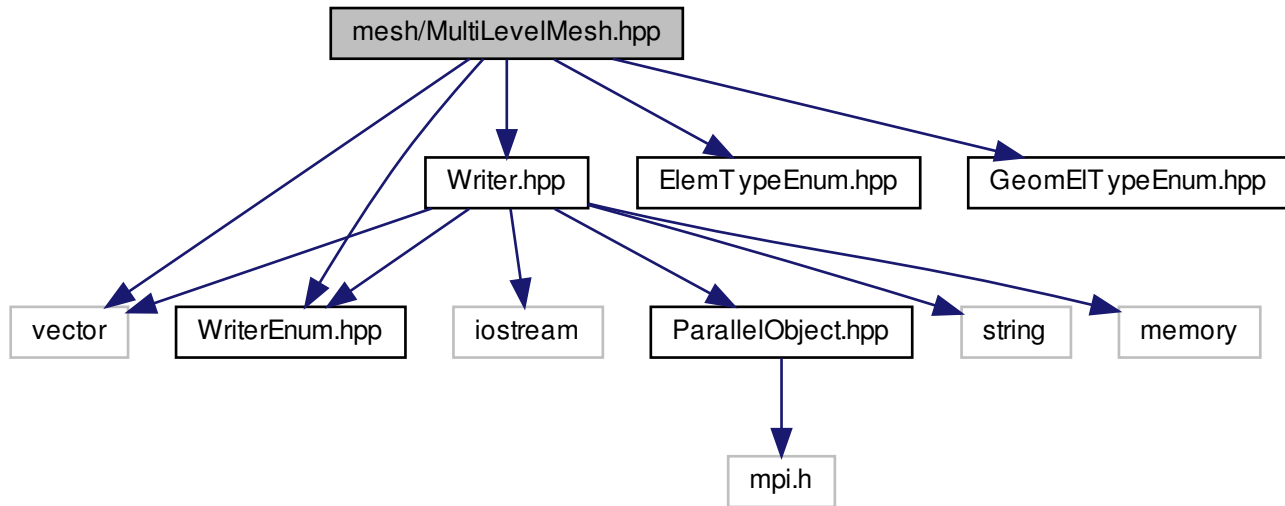 mesh/MultiLevelMesh.hpp
Writer.hpp
ElemTypeEnum.hpp
GeomElTypeEnum.hpp
vector
WriterEnum.hpp
iostream
ParallelObject.hpp
string
memory
mpi.h